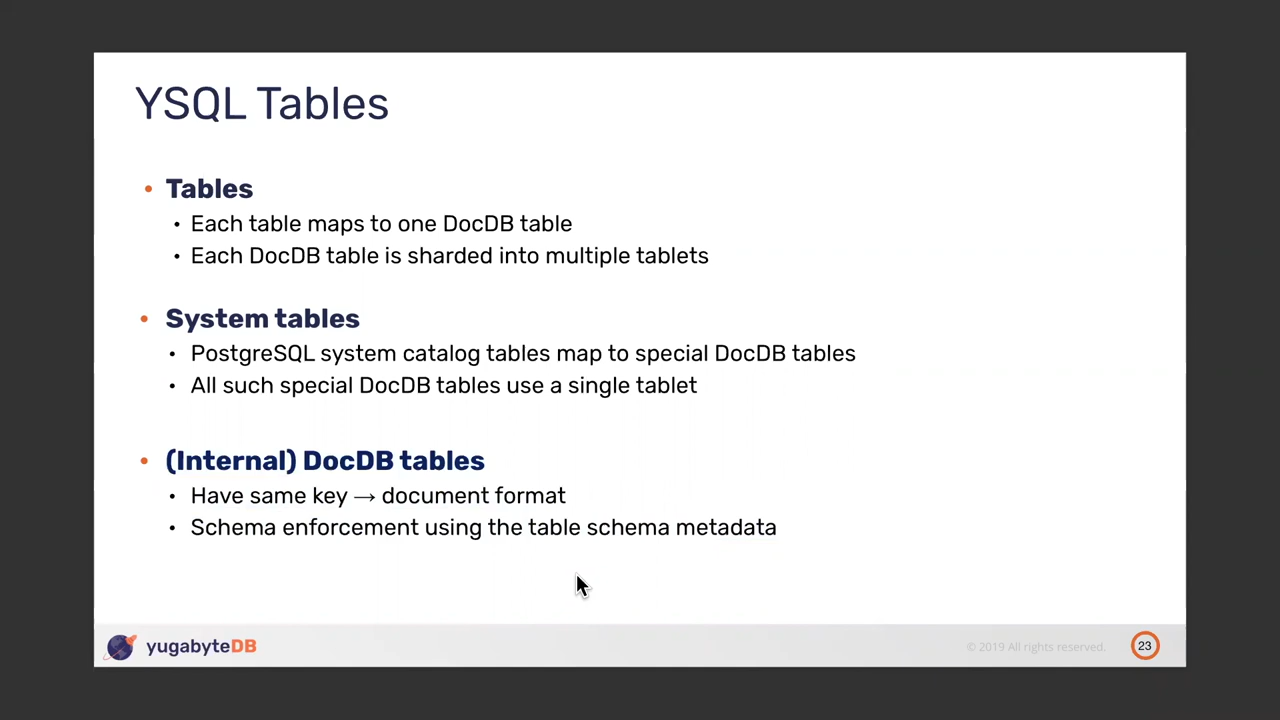 YSQL Tables
• Tables
• Each table maps to one DocDB table
• Each DocDB table is sharded into multiple tablets
• System tables
• PostgreSQL system catalog tables map to special DocDB tables
• All such special DocDB tables use a single tablet
• (Internal) DocDB tables
• Have same key → document format
• Schema enforcement using the table schema metadata
yugabyteDB
© 2019 All rights reserved.
23